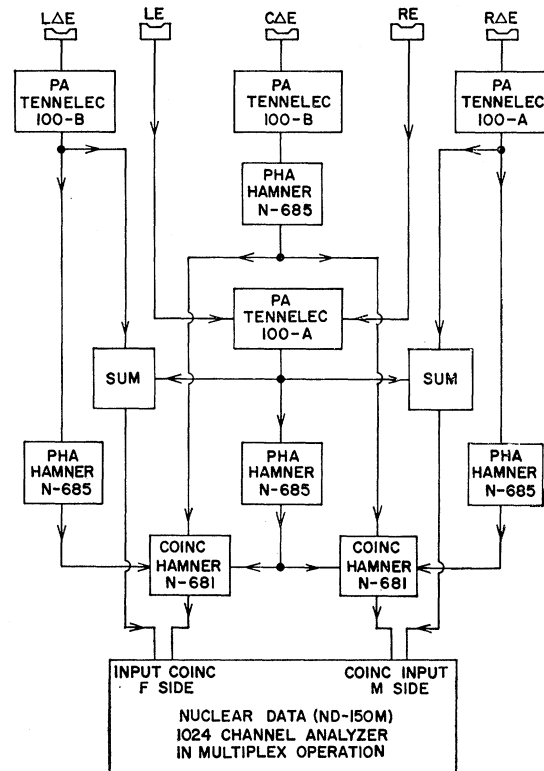 LΔE LE CΔE RE RΔE
PA
TENNELEC
100-B
PA
TENNELEC
100-B
PA
TENNELEC
100-A
PHA
HAMNER
N-685
PA
TENNELEC
100-A
SUM
SUM
PHA
HAMNER
N-685
PHA
HAMNER
N-685
PHA
HAMNER
N-685
COINC
HAMNER
N-681
COINC
HAMNER
N-681
INPUT COINC
F SIDE
COINC INPUT
M SIDE
NUCLEAR DATA (ND-150M)
1024 CHANNEL ANALYZER
IN MULTIPLEX OPERATION